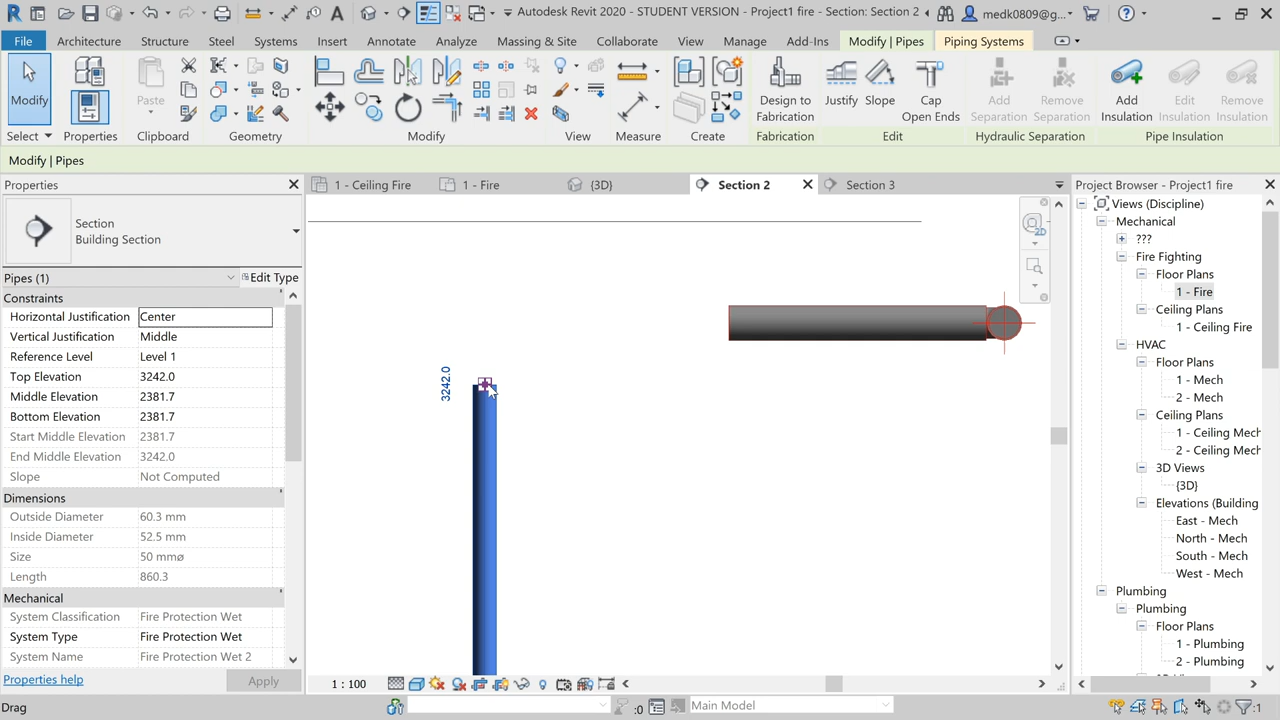 Autodesk Revit 2020 - STUDENT VERSION - Project1 fire - Section: Section 2
medk0809@g...
File Architecture Structure Steel Systems Insert Annotate Analyze Massing & Site Collaborate View Manage Add-Ins Modify | Pipes Piping Systems
Modify
Paste
Design to Fabrication
Justify
Slope
Cap Open Ends
Add Separation
Remove Separation
Add Insulation
Edit Insulation
Remove Insulation
Select Properties Clipboard Geometry Modify View Measure Create Fabrication Edit Hydraulic Separation Pipe Insulation
Modify | Pipes
Properties
Section
Building Section
Pipes (1) Edit Type
Constraints
Horizontal Justification Center
Vertical Justification Middle
Reference Level Level 1
Top Elevation 3242.0
Middle Elevation 2381.7
Bottom Elevation 2381.7
Start Middle Elevation 2381.7
End Middle Elevation 3242.0
Slope Not Computed
Dimensions
Outside Diameter 60.3 mm
Inside Diameter 52.5 mm
Size 50 mmø
Length 860.3
Mechanical
System Classification Fire Protection Wet
System Type Fire Protection Wet
System Name Fire Protection Wet 2
Properties help Apply
Drag
1 - Ceiling Fire 1 - Fire {3D} Section 2 Section 3
2D
3242.0
1 : 100
:0 Main Model
:1
Project Browser - Project1 fire
Views (Discipline)
Mechanical
???
Fire Fighting
Floor Plans
1 - Fire
Ceiling Plans
1 - Ceiling Fire
HVAC
Floor Plans
1 - Mech
2 - Mech
Ceiling Plans
1 - Ceiling Mech
2 - Ceiling Mech
3D Views
{3D}
Elevations (Building
East - Mech
North - Mech
South - Mech
West - Mech
Plumbing
Plumbing
Floor Plans
1 - Plumbing
2 - Plumbing